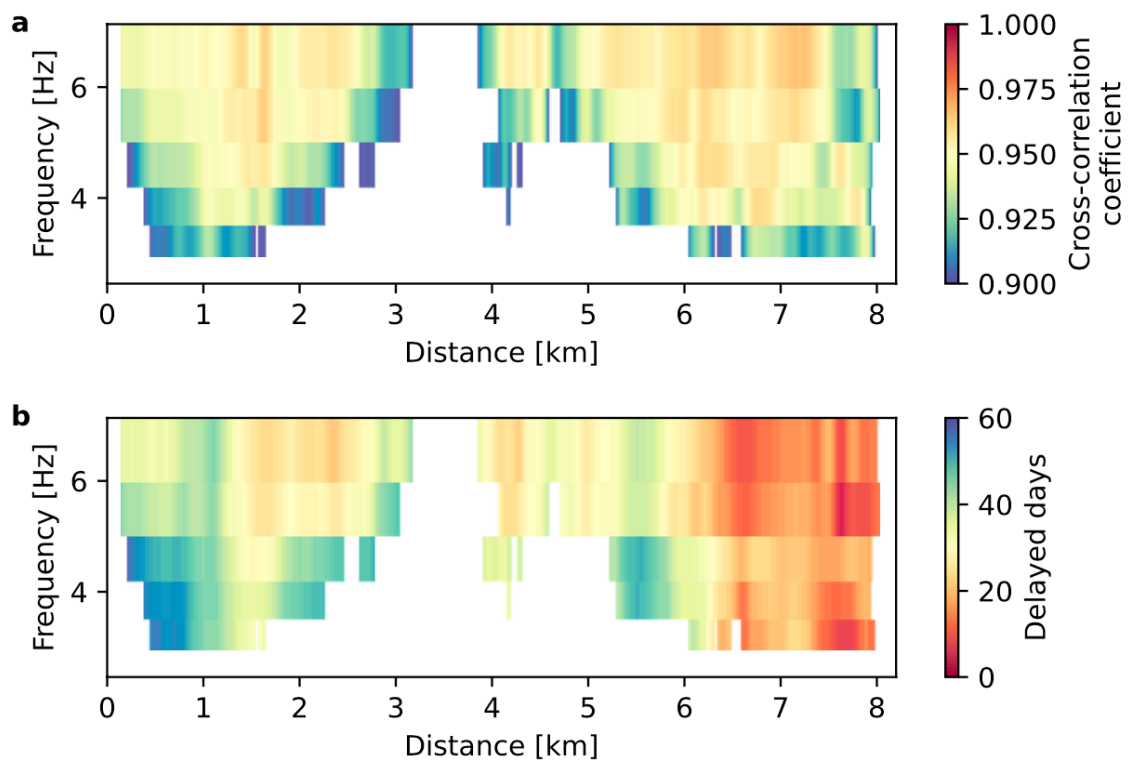 a
Frequency [Hz]
6
4
0 1 2 3 4 5 6 7 8
Distance [km]
1.000
0.975
0.950
0.925
0.900
Cross-correlation
coefficient
b
Frequency [Hz]
6
4
0 1 2 3 4 5 6 7 8
Distance [km]
60
40
20
0
Delayed days